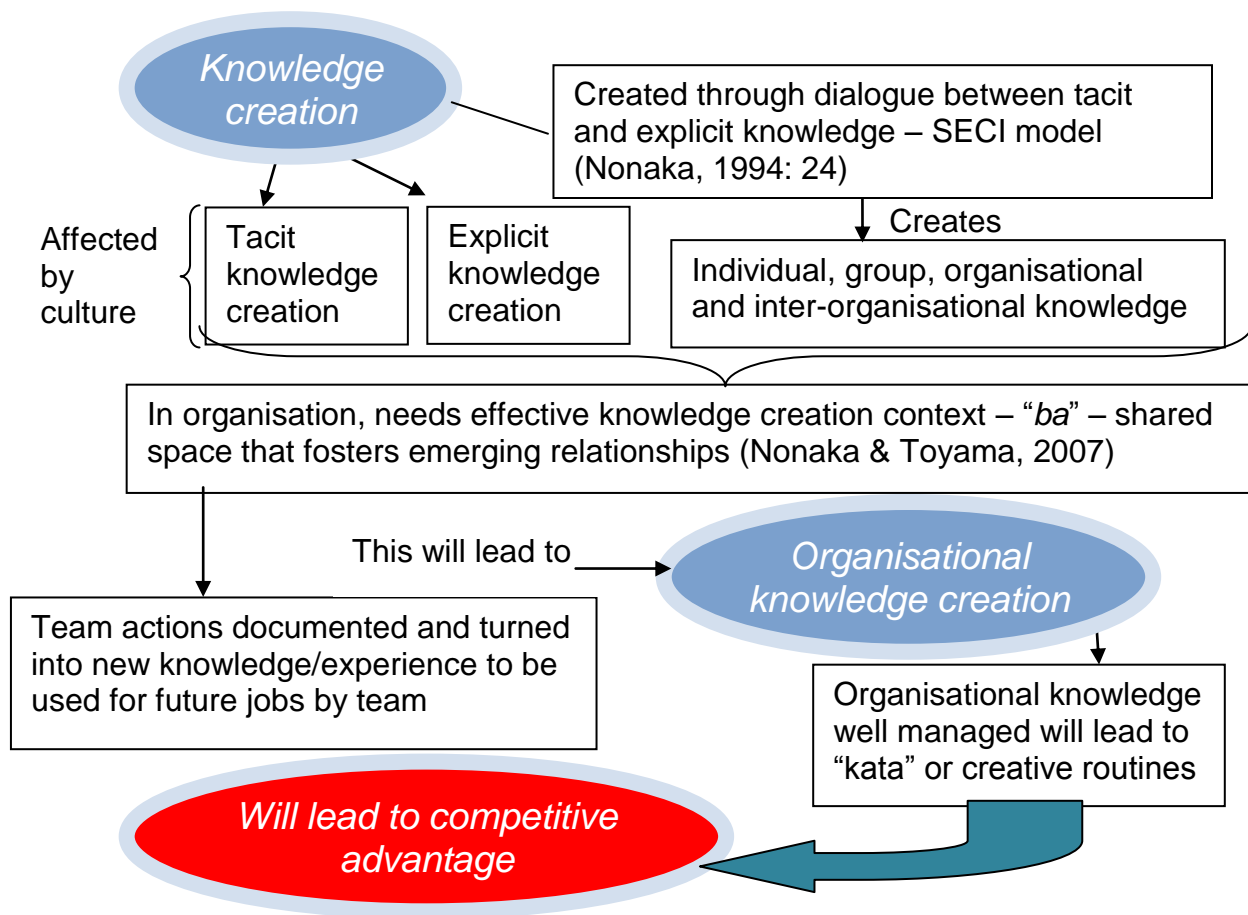 Knowledge
creation
Created through dialogue between tacit
and explicit knowledge – SECI model
(Nonaka, 1994: 24)
Affected
by
culture
Tacit
knowledge
creation
Explicit
knowledge
creation
Creates
Individual, group, organisational
and inter-organisational knowledge
In organisation, needs effective knowledge creation context – “ba” – shared
space that fosters emerging relationships (Nonaka & Toyama, 2007)
This will lead to
Organisational
knowledge creation
Team actions documented and turned
into new knowledge/experience to be
used for future jobs by team
Organisational knowledge
well managed will lead to
“kata” or creative routines
Will lead to competitive
advantage